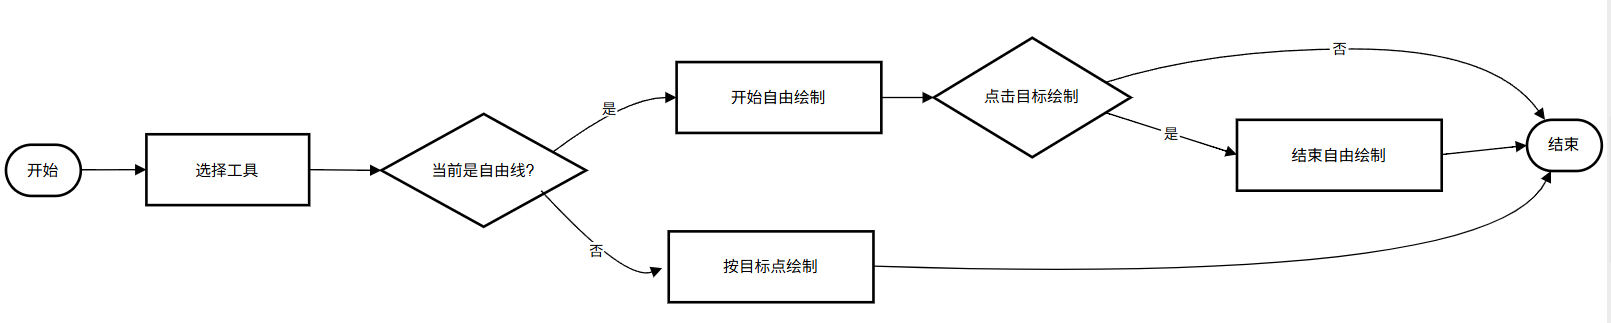 开始
选择工具
当前是自由线?
是
开始自由绘制
点击目标绘制
否
是
结束自由绘制
结束
否
按目标点绘制